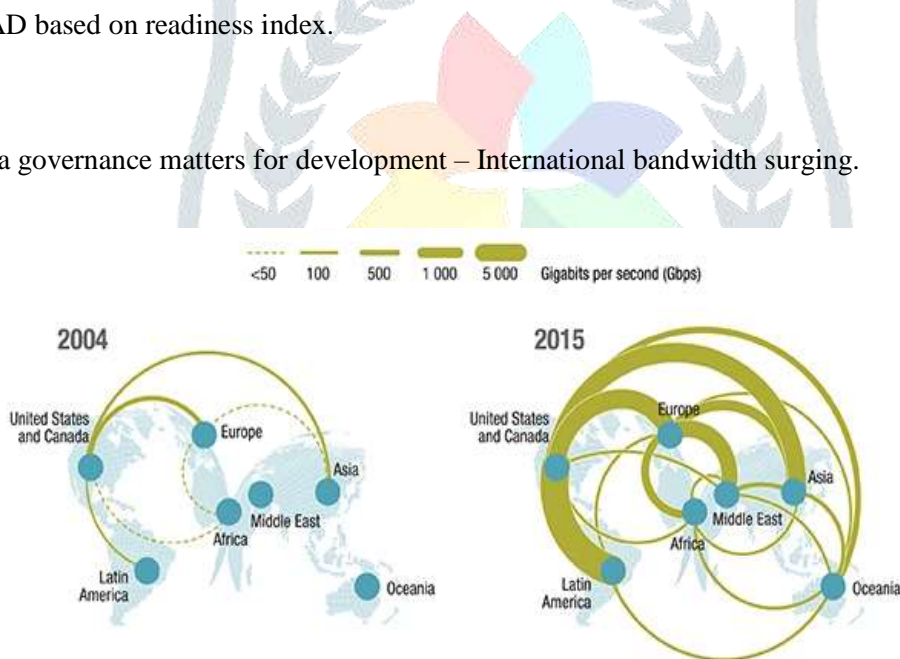 AD based on readiness index.
a governance matters for development – International bandwidth surging.
<50 100 500 1 000 5 000 Gigabits per second (Gbps)
2004
United States
and Canada
Europe
Asia
Middle East
Africa
Latin
America
Oceania
2015
United States
and Canada
Europe
Asia
Middle East
Africa
Latin
America
Oceania